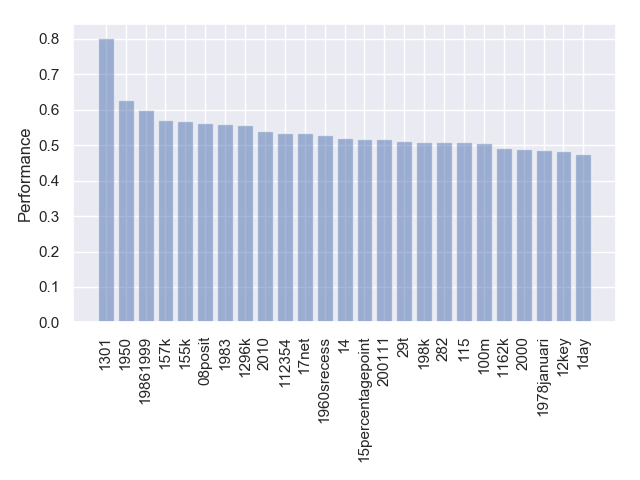 0.8
0.7
0.6
0.5
0.4
0.3
0.2
0.1
0.0
Performance
1301
1950
19861999
157k
155k
08posit
1983
1296k
2010
112354
17net
1960srecess
14
15percentagepoint
200111
29t
198k
282
115
100m
1162k
2000
1978januari
12key
1day